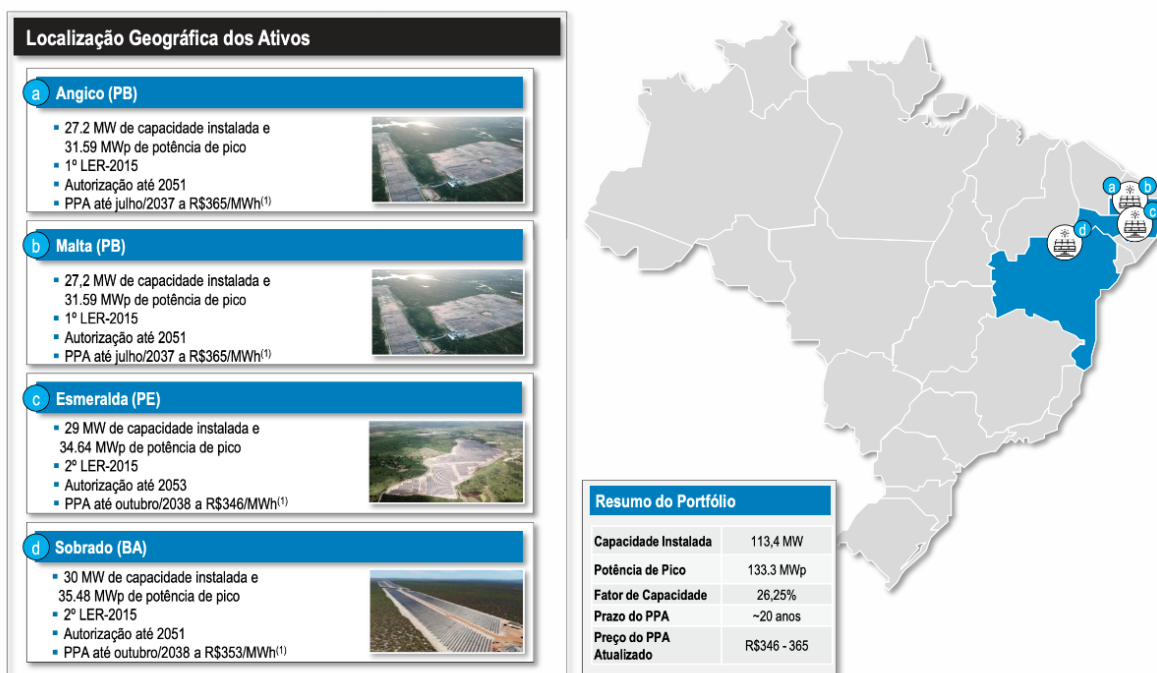 Localização Geográfica dos Ativos
a Angico (PB)
▪ 27.2 MW de capacidade instalada e
31.59 MWp de potência de pico
▪ 1º LER-2015
▪ Autorização até 2051
▪ PPA até julho/2037 a R$365/MWh(1)
b Malta (PB)
▪ 27,2 MW de capacidade instalada e
31.59 MWp de potência de pico
▪ 1º LER-2015
▪ Autorização até 2051
▪ PPA até julho/2037 a R$365/MWh(1)
c Esmeralda (PE)
▪ 29 MW de capacidade instalada e
34.64 MWp de potência de pico
▪ 2º LER-2015
▪ Autorização até 2053
▪ PPA até outubro/2038 a R$346/MWh(1)
d Sobrado (BA)
▪ 30 MW de capacidade instalada e
35.48 MWp de potência de pico
▪ 2º LER-2015
▪ Autorização até 2051
▪ PPA até outubro/2038 a R$353/MWh(1)
a b
c
d
Resumo do Portfólio
Capacidade Instalada 113,4 MW
Potência de Pico 133.3 MWp
Fator de Capacidade 26,25%
Prazo do PPA ~20 anos
Preço do PPA
Atualizado R$346 - 365